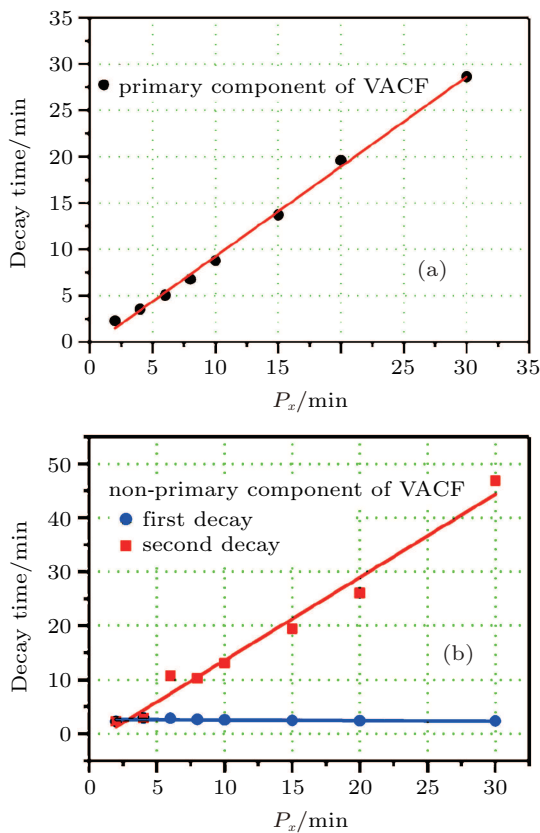 35
30
25
20
15
10
5
0
Decay time/min
primary component of VACF
(a)
0 5 10 15 25 30 35
Pₓ/min
50
40
30
20
10
0
Decay time/min
non-primary component of VACF
first decay
second decay
(b)
0 5 10 15 20 25 30
Pₓ/min